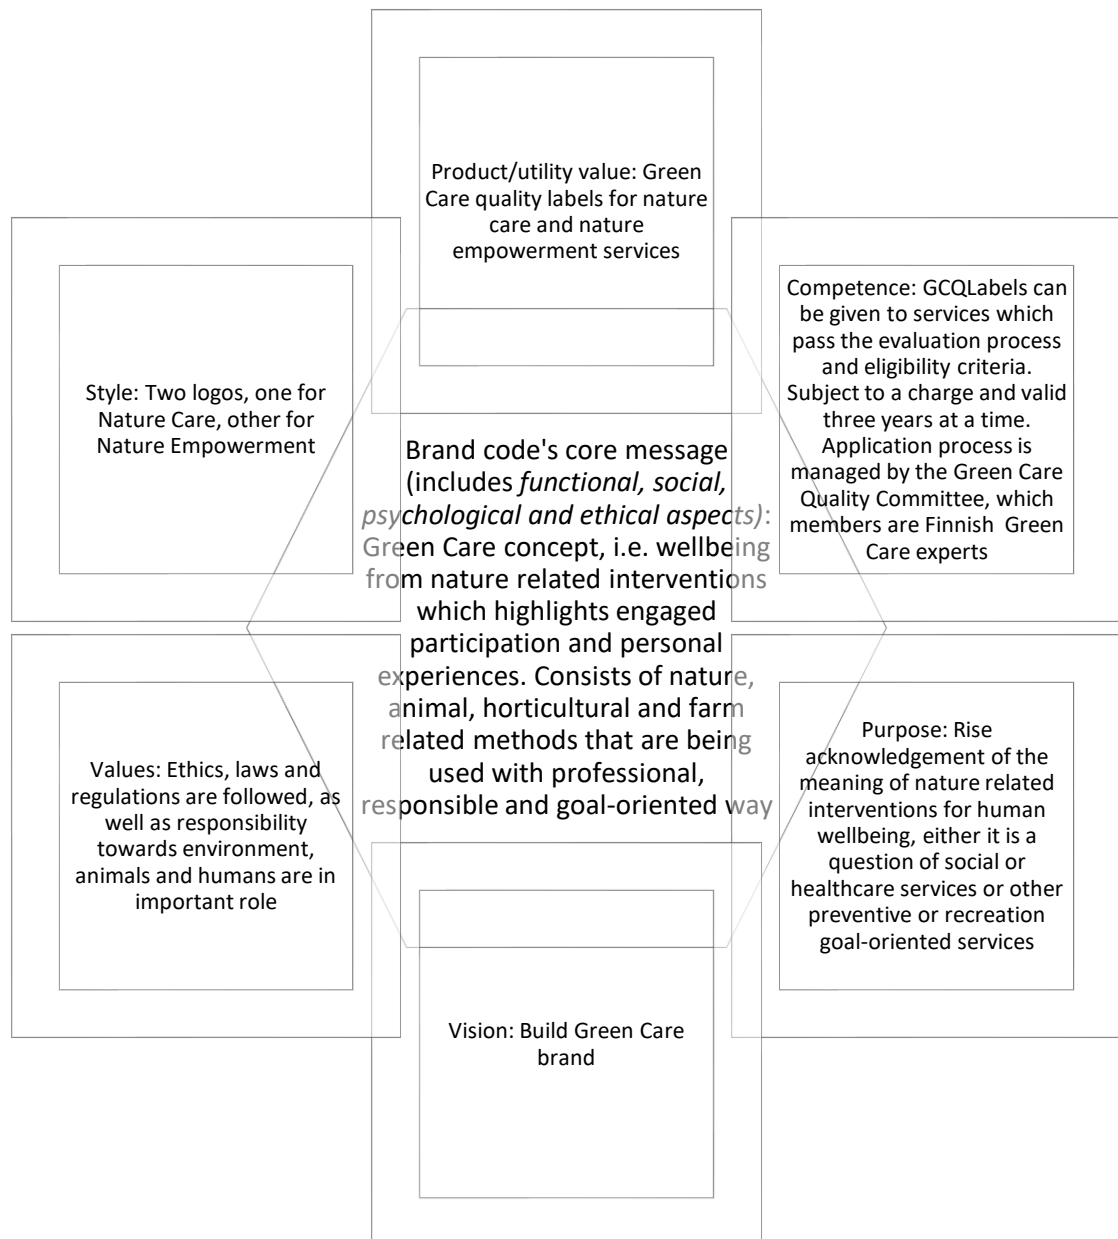 Product/utility value: Green
Care quality labels for nature
care and nature
empowerment services
Competence: GCQLabels can
be given to services which
pass the evaluation process
and eligibility criteria.
Subject to a charge and valid
three years at a time.
Application process is
managed by the Green Care
Quality Committee, which
members are Finnish  Green
Care experts
Style: Two logos, one for
Nature Care, other for
Nature Empowerment
Brand code's core message
(includes functional, social,
psychological and ethical aspects):
Green Care concept, i.e. wellbeing
from nature related interventions
which highlights engaged
participation and personal
experiences. Consists of nature,
animal, horticultural and farm
related methods that are being
used with professional,
responsible and goal-oriented way
Values: Ethics, laws and
regulations are followed, as
well as responsibility
towards environment,
animals and humans are in
important role
Purpose: Rise
acknowledgement of the
meaning of nature related
interventions for human
wellbeing, either it is a
question of social or
healthcare services or other
preventive or recreation
goal-oriented services
Vision: Build Green Care
brand